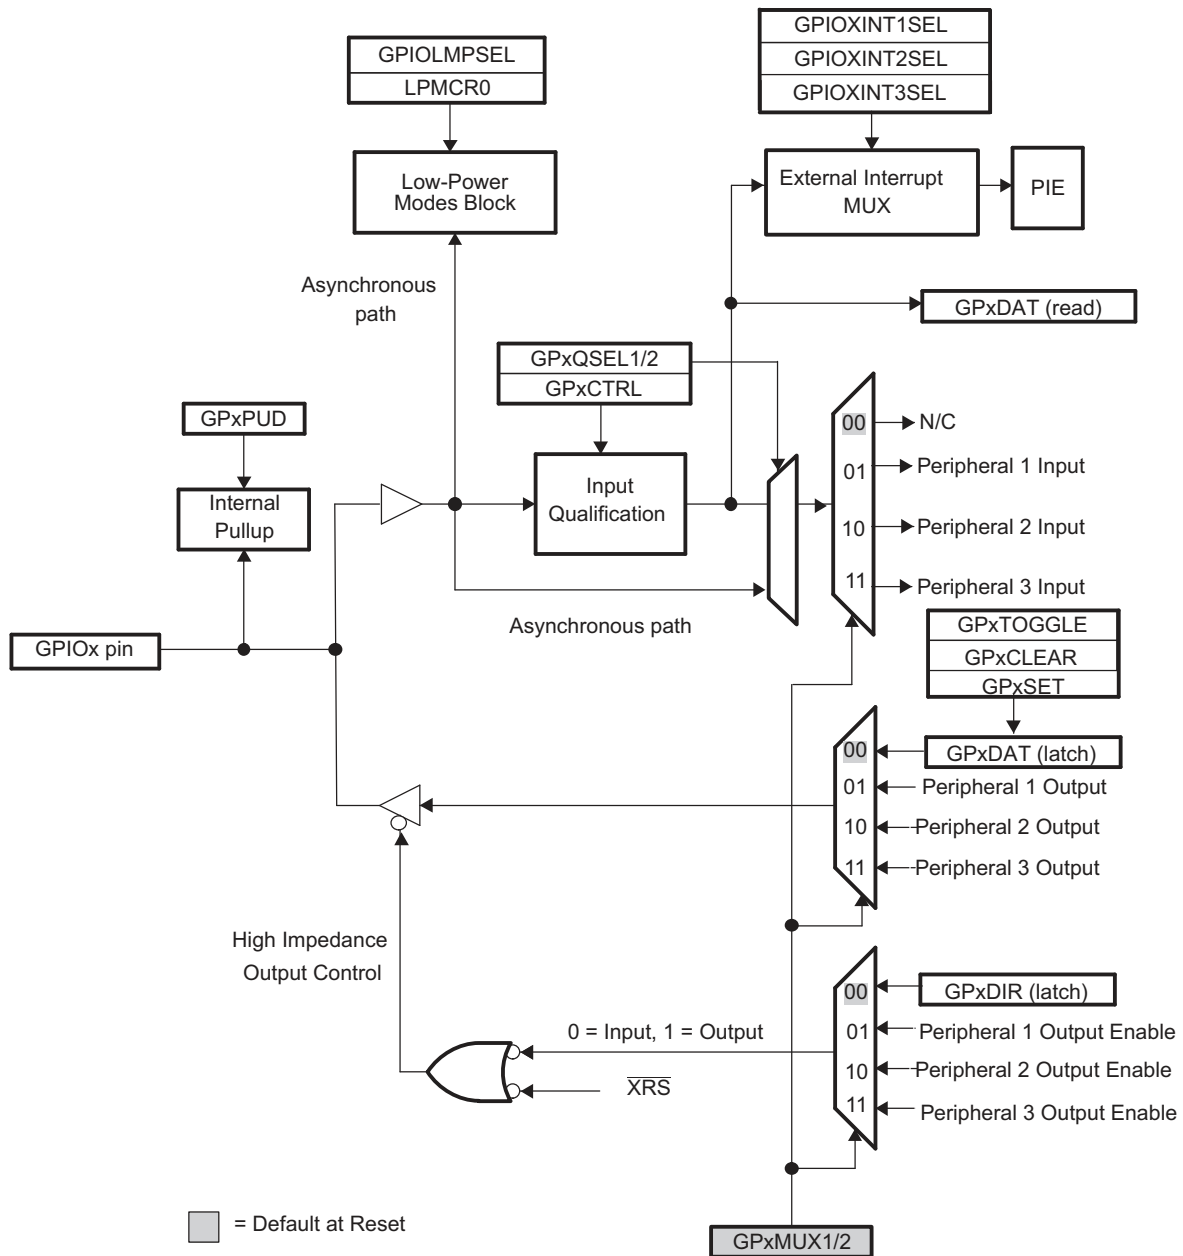 GPIOLMPSEL
LPMCR0
GPIOXINT1SEL
GPIOXINT2SEL
GPIOXINT3SEL
Low-Power
Modes Block
External Interrupt
MUX
PIE
Asynchronous
path
GPxDAT (read)
GPxQSEL1/2
GPxCTRL
GPxPUD
Internal
Pullup
Input
Qualification
00
N/C
01
Peripheral 1 Input
10
Peripheral 2 Input
11
Peripheral 3 Input
Asynchronous path
GPIOx pin
GPxTOGGLE
GPxCLEAR
GPxSET
00
GPxDAT (latch)
01
Peripheral 1 Output
10
Peripheral 2 Output
11
Peripheral 3 Output
High Impedance
Output Control
00
GPxDIR (latch)
0 = Input, 1 = Output
01
Peripheral 1 Output Enable
10
Peripheral 2 Output Enable
11
Peripheral 3 Output Enable
XRS
= Default at Reset
GPxMUX1/2